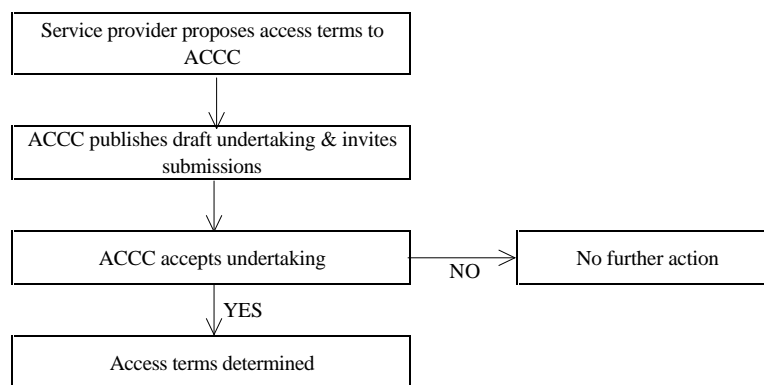 Service provider proposes access terms to
ACCC
ACCC publishes draft undertaking & invites
submissions
ACCC accepts undertaking
No further action
NO
YES
Access terms determined